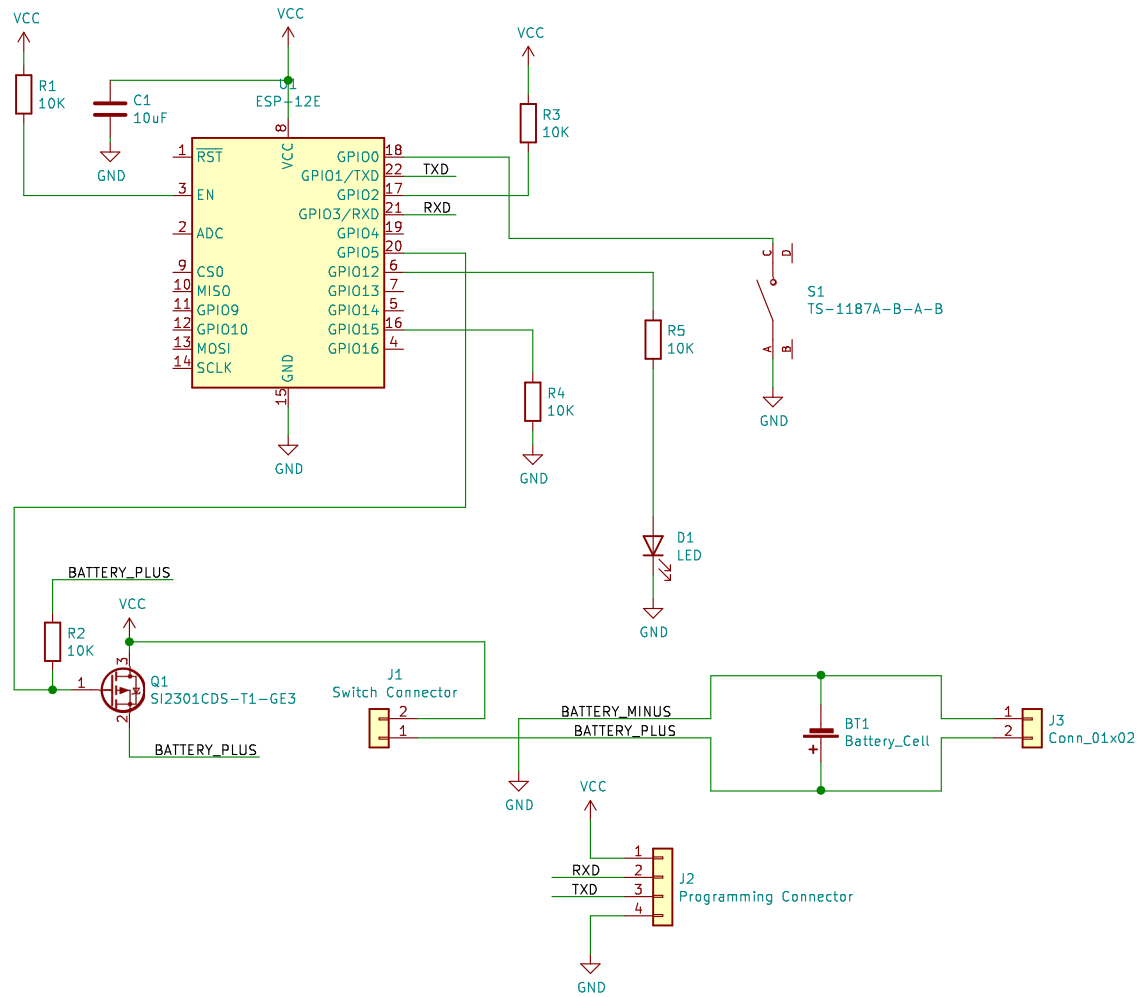 VCC
R1
10K
C1
10uF
GND
VCC
U1
ESP-12E
VCC
R3
10K
8
VCC
1
RST
3
EN
2
ADC
9
CS0
10
MISO
11
GPIO9
12
GPIO10
13
MOSI
14
SCLK
GPIO0
18
GPIO1/TXD
22
TXD
GPIO2
17
GPIO3/RXD
21
RXD
GPIO4
19
GPIO5
20
GPIO12
6
GPIO13
7
GPIO14
5
GPIO15
16
GPIO16
4
GND
15
GND
R4
10K
GND
C
D
S1
TS-1187A-B-A-B
A
B
GND
R5
10K
D1
LED
GND
BATTERY_PLUS
R2
10K
VCC
3
1
Q1
SI2301CDS-T1-GE3
2
BATTERY_PLUS
J1
Switch Connector
2
1
BATTERY_MINUS
BATTERY_PLUS
GND
BT1
Battery_Cell
+
1
2
J3
Conn_01x02
VCC
1
RXD
2
TXD
3
4
J2
Programming Connector
GND